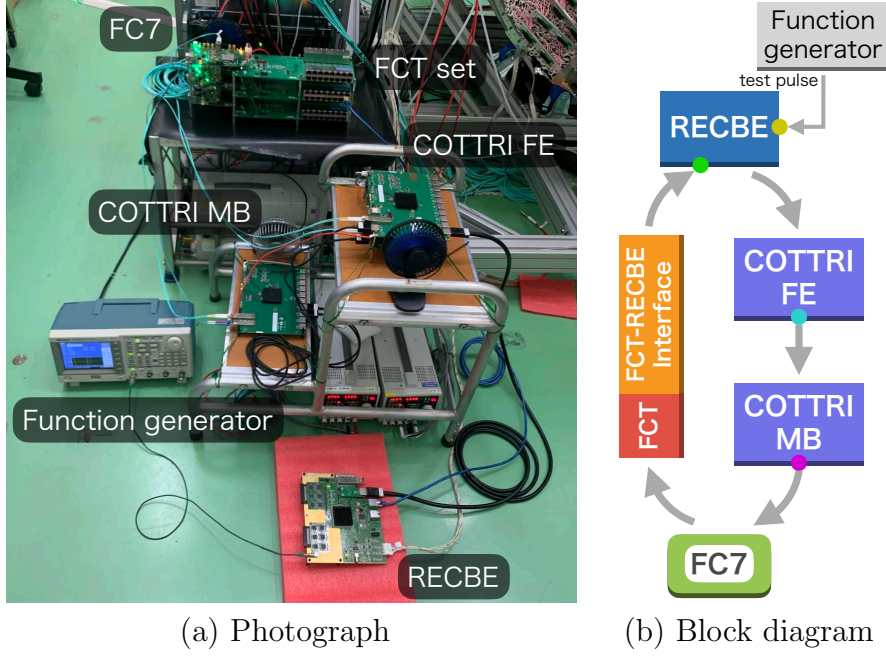 FC7
FCT set
COTTRI FE
COTTRI MB
Function generator
RECBE
(a) Photograph
Function
generator
test pulse
RECBE
FCT-RECBE
Interface
FCT
COTTRI
FE
COTTRI
MB
FC7
(b) Block diagram